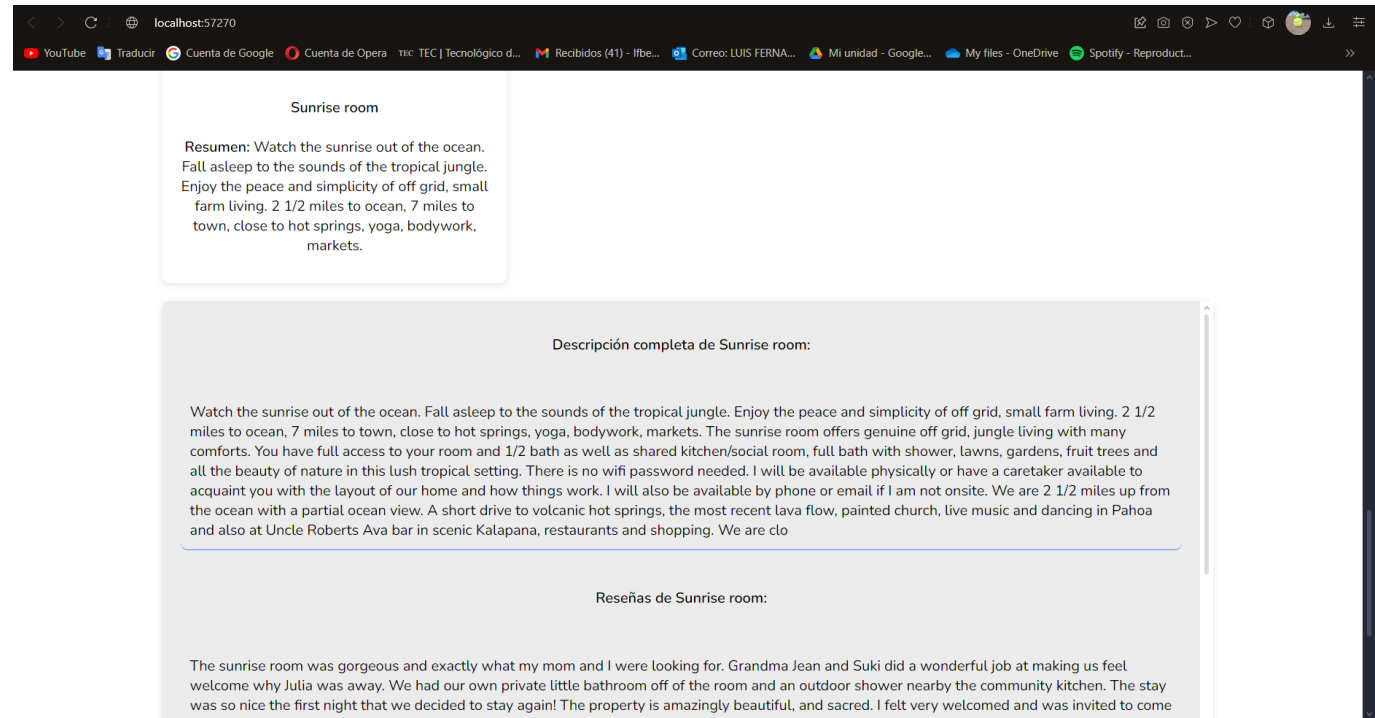 localhost:57270
YouTube Traducir Cuenta de Google Cuenta de Opera TEC TEC | Tecnológico d... Recibidos (41) - lfbe... Correo: LUIS FERNA... Mi unidad - Google... My files - OneDrive Spotify - Reproduct...
Sunrise room
Resumen: Watch the sunrise out of the ocean.
Fall asleep to the sounds of the tropical jungle.
Enjoy the peace and simplicity of off grid, small
farm living. 2 1/2 miles to ocean, 7 miles to
town, close to hot springs, yoga, bodywork,
markets.
Descripción completa de Sunrise room:
Watch the sunrise out of the ocean. Fall asleep to the sounds of the tropical jungle. Enjoy the peace and simplicity of off grid, small farm living. 2 1/2
miles to ocean, 7 miles to town, close to hot springs, yoga, bodywork, markets. The sunrise room offers genuine off grid, jungle living with many
comforts. You have full access to your room and 1/2 bath as well as shared kitchen/social room, full bath with shower, lawns, gardens, fruit trees and
all the beauty of nature in this lush tropical setting. There is no wifi password needed. I will be available physically or have a caretaker available to
acquaint you with the layout of our home and how things work. I will also be available by phone or email if I am not onsite. We are 2 1/2 miles up from
the ocean with a partial ocean view. A short drive to volcanic hot springs, the most recent lava flow, painted church, live music and dancing in Pahoa
and also at Uncle Roberts Ava bar in scenic Kalapana, restaurants and shopping. We are clo
Reseñas de Sunrise room:
The sunrise room was gorgeous and exactly what my mom and I were looking for. Grandma Jean and Suki did a wonderful job at making us feel
welcome why Julia was away. We had our own private little bathroom off of the room and an outdoor shower nearby the community kitchen. The stay
was so nice the first night that we decided to stay again! The property is amazingly beautiful, and sacred. I felt very welcomed and was invited to come